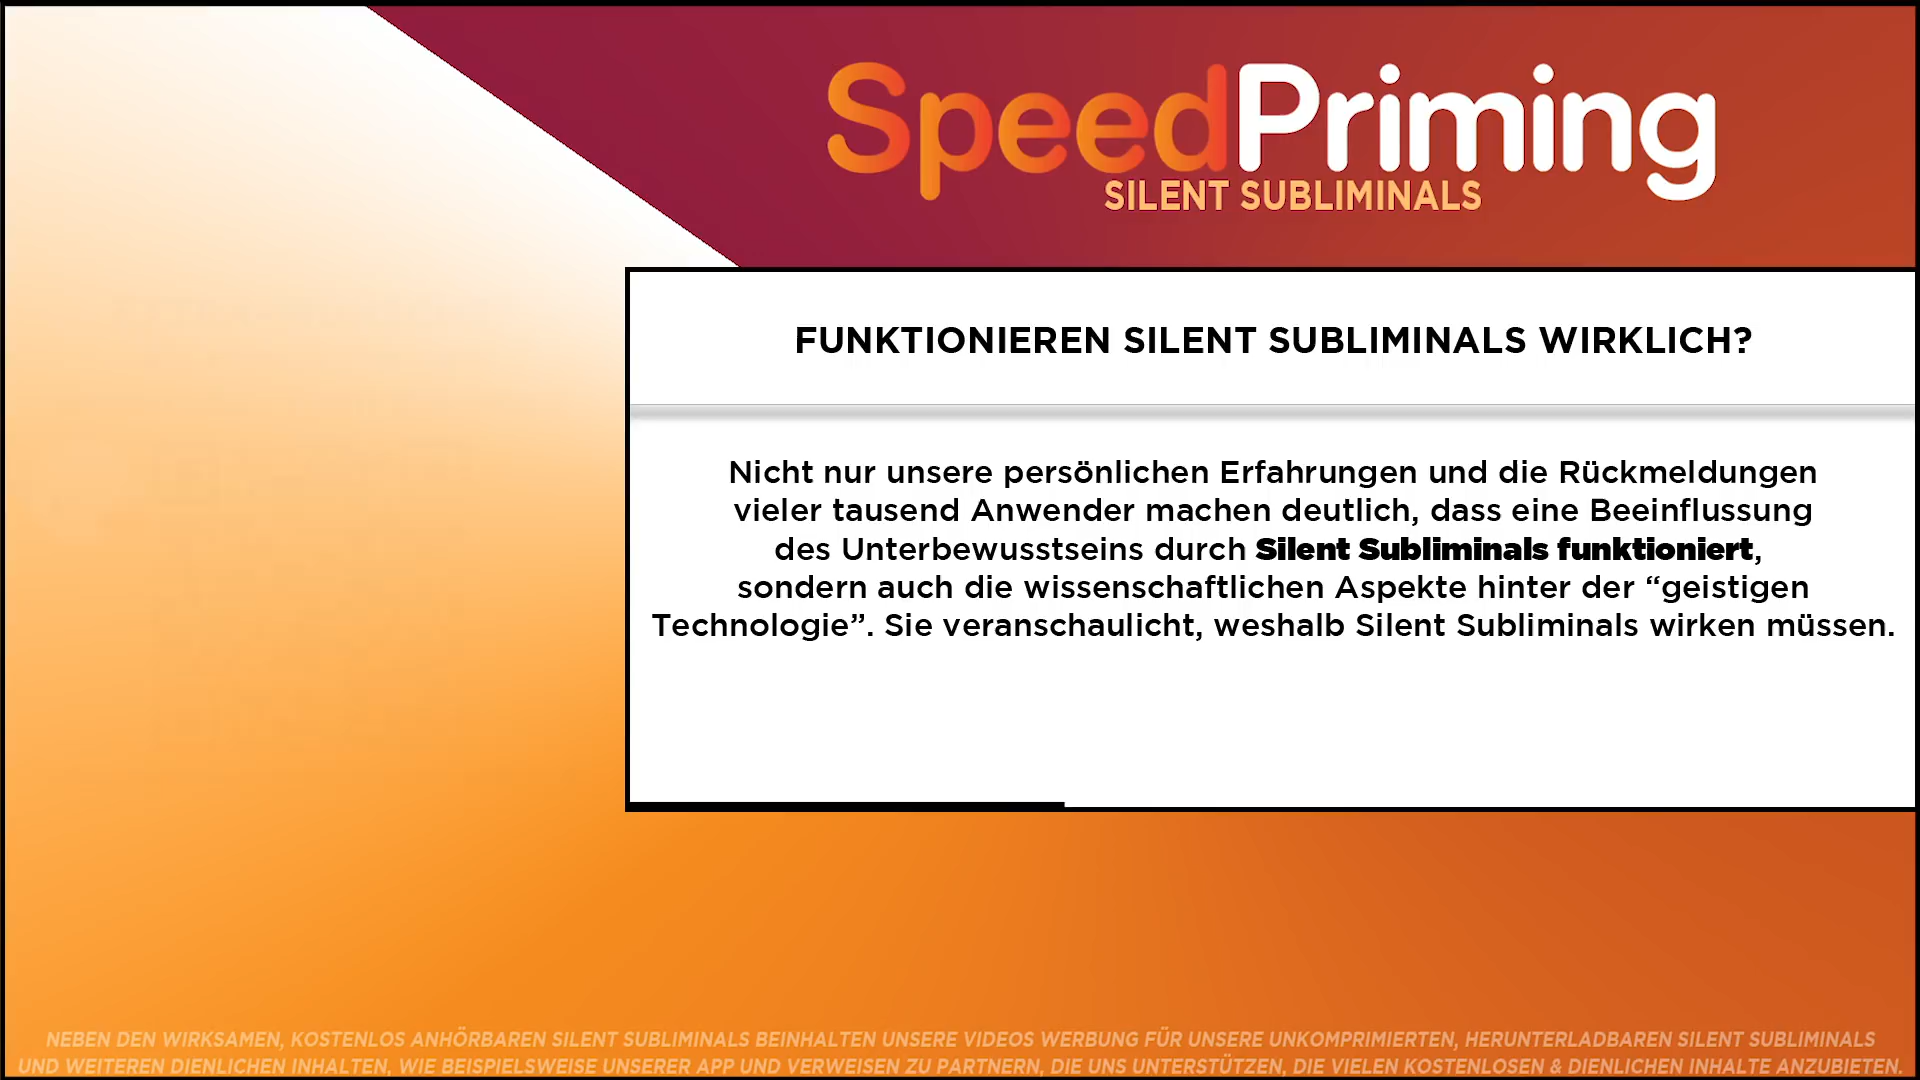 SpeedPriming
SILENT SUBLIMINALS
FUNKTIONIEREN SILENT SUBLIMINALS WIRKLICH?
Nicht nur unsere persönlichen Erfahrungen und die Rückmeldungen
vieler tausend Anwender machen deutlich, dass eine Beeinflussung
des Unterbewusstseins durch Silent Subliminals funktioniert,
sondern auch die wissenschaftlichen Aspekte hinter der “geistigen
Technologie”. Sie veranschaulicht, weshalb Silent Subliminals wirken müssen.
NEBEN DEN WIRKSAMEN, KOSTENLOS ANHÖRBAREN SILENT SUBLIMINALS BEINHALTEN UNSERE VIDEOS WERBUNG FÜR UNSERE UNKOMPRIMIERTEN, HERUNTERLADBAREN SILENT SUBLIMINALS
UND WEITEREN DIENLICHEN INHALTEN, WIE BEISPIELSWEISE UNSERER APP UND VERWEISEN ZU PARTNERN, DIE UNS UNTERSTÜTZEN, DIE VIELEN KOSTENLOSEN & DIENLICHEN INHALTE ANZUBIETEN.